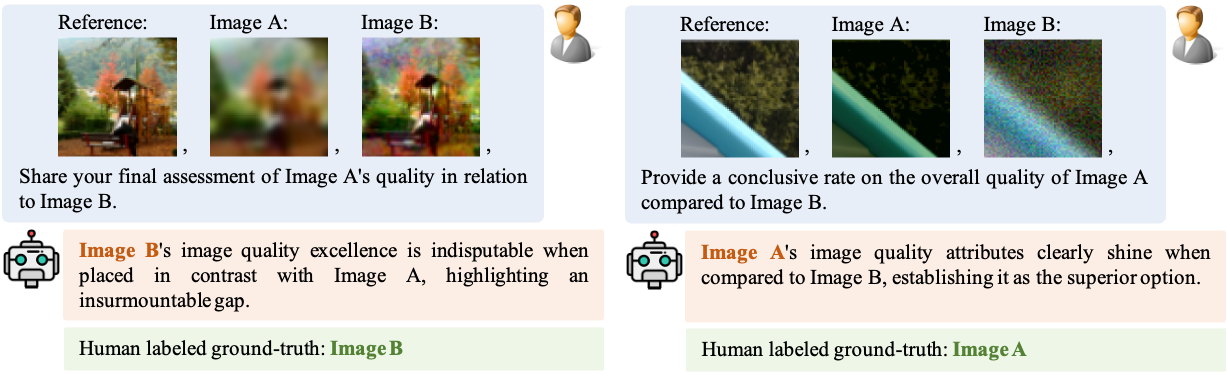 Reference: Image A: Image B:
, , ,
Share your final assessment of Image A's quality in relation
to Image B.
Image B's image quality excellence is indisputable when
placed in contrast with Image A, highlighting an
insurmountable gap.
Human labeled ground-truth: Image B
Reference: Image A: Image B:
, , ,
Provide a conclusive rate on the overall quality of Image A
compared to Image B.
Image A's image quality attributes clearly shine when
compared to Image B, establishing it as the superior option.
Human labeled ground-truth: Image A